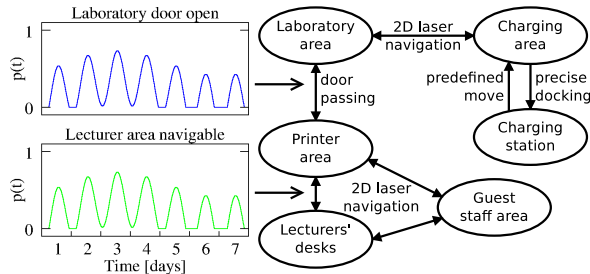 Laboratory door open
1
p(t)
0
Lecturer area navigable
1
p(t)
0
1 2 3 4 5 6 7
Time [days]
Laboratory
area
2D laser
navigation
Charging
area
door
passing
predefined
move
precise
docking
Charging
station
Printer
area
2D laser
navigation
Guest
staff area
Lecturers'
desks